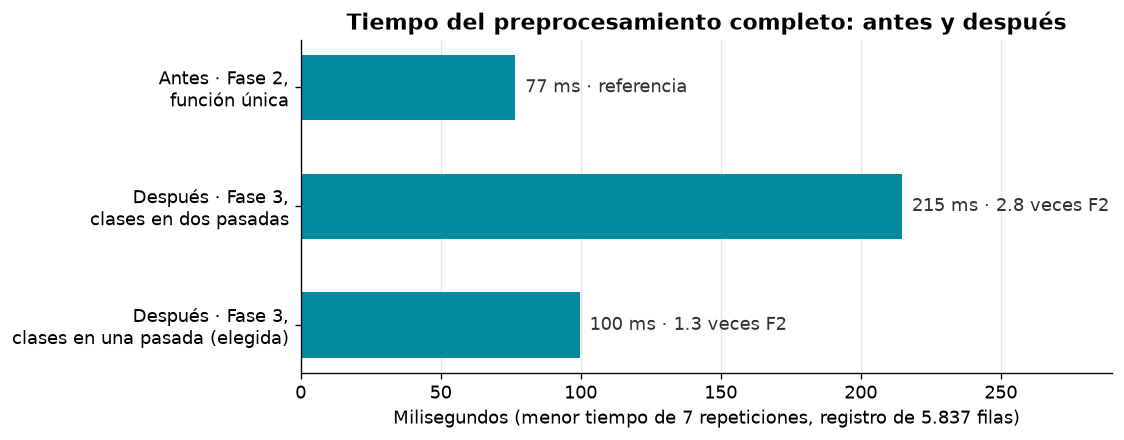 Tiempo del preprocesamiento completo: antes y después
Antes · Fase 2,
función única
77 ms · referencia
Después · Fase 3,
clases en dos pasadas
215 ms · 2.8 veces F2
Después · Fase 3,
clases en una pasada (elegida)
100 ms · 1.3 veces F2
0 50 100 150 200 250
Milisegundos (menor tiempo de 7 repeticiones, registro de 5.837 filas)